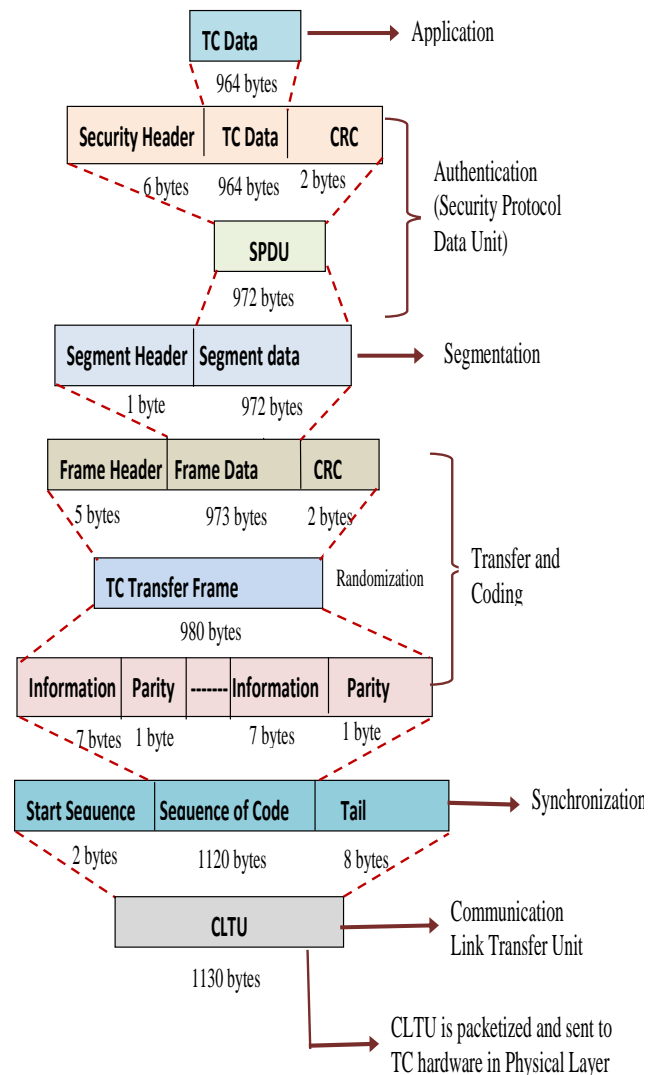 TC Data
Application
964 bytes
Security Header TC Data CRC
6 bytes 964 bytes 2 bytes
Authentication
(Security Protocol
Data Unit)
SPDU
972 bytes
Segment Header Segment data
Segmentation
1 byte 972 bytes
Frame Header Frame Data CRC
5 bytes 973 bytes 2 bytes
TC Transfer Frame
Randomization
Transfer and
Coding
980 bytes
Information Parity ------- Information Parity
7 bytes 1 byte 7 bytes 1 byte
Start Sequence Sequence of Code Tail
Synchronization
2 bytes 1120 bytes 8 bytes
CLTU
Communication
Link Transfer Unit
1130 bytes
CLTU is packetized and sent to
TC hardware in Physical Layer